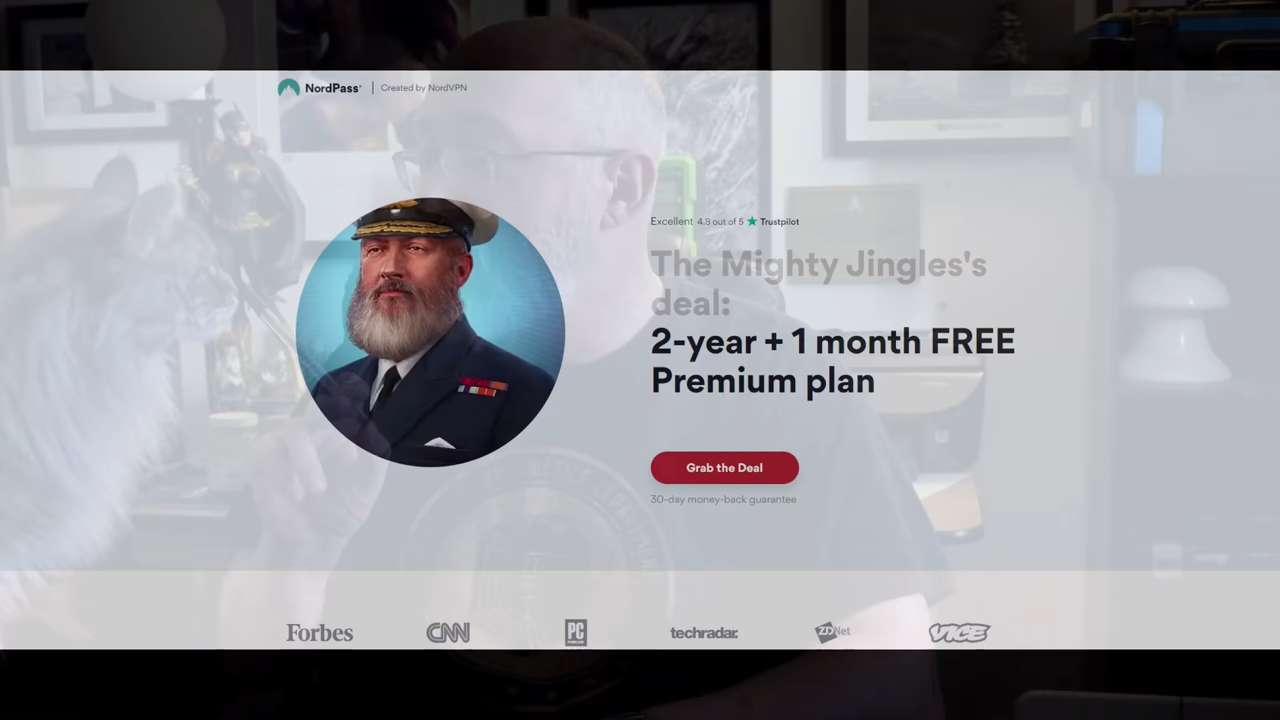 NordPass®
Created by NordVPN
Excellent 4.8 out of 5 Trustpilot
The Mighty Jingles's
deal:
2-year + 1 month FREE
Premium plan
Grab the Deal
30-day money-back guarantee
Forbes
CNN
PC
techradar.
ZDNet
VICE